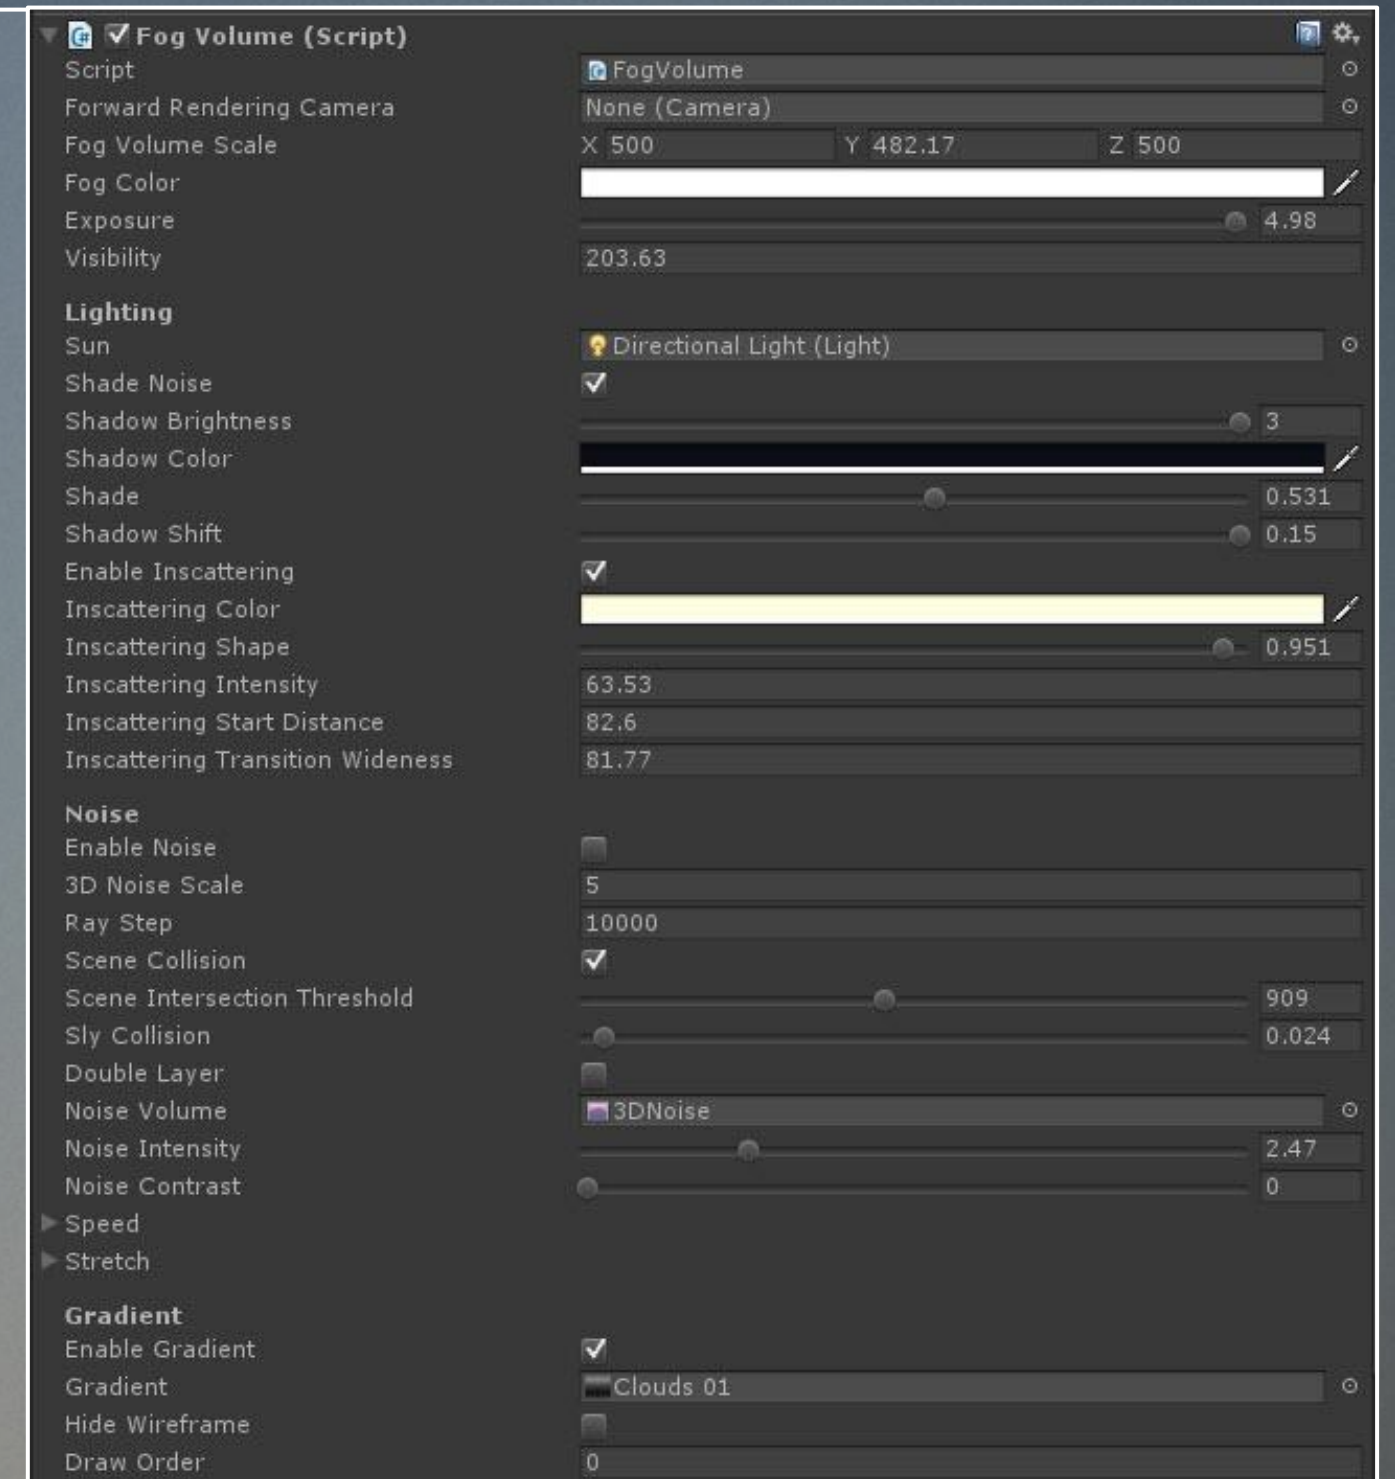 Fog Volume (Script)
Script FogVolume
Forward Rendering Camera None (Camera)
Fog Volume Scale X 500 Y 482.17 Z 500
Fog Color
Exposure 4.98
Visibility 203.63
Lighting
Sun Directional Light (Light)
Shade Noise
Shadow Brightness 3
Shadow Color
Shade 0.531
Shadow Shift 0.15
Enable Inscattering
Inscattering Color
Inscattering Shape 0.951
Inscattering Intensity 63.53
Inscattering Start Distance 82.6
Inscattering Transition Wideness 81.77
Noise
Enable Noise
3D Noise Scale 5
Ray Step 10000
Scene Collision
Scene Intersection Threshold 909
Sly Collision 0.024
Double Layer
Noise Volume 3DNoise
Noise Intensity 2.47
Noise Contrast 0
Speed
Stretch
Gradient
Enable Gradient
Gradient Clouds 01
Hide Wireframe
Draw Order 0